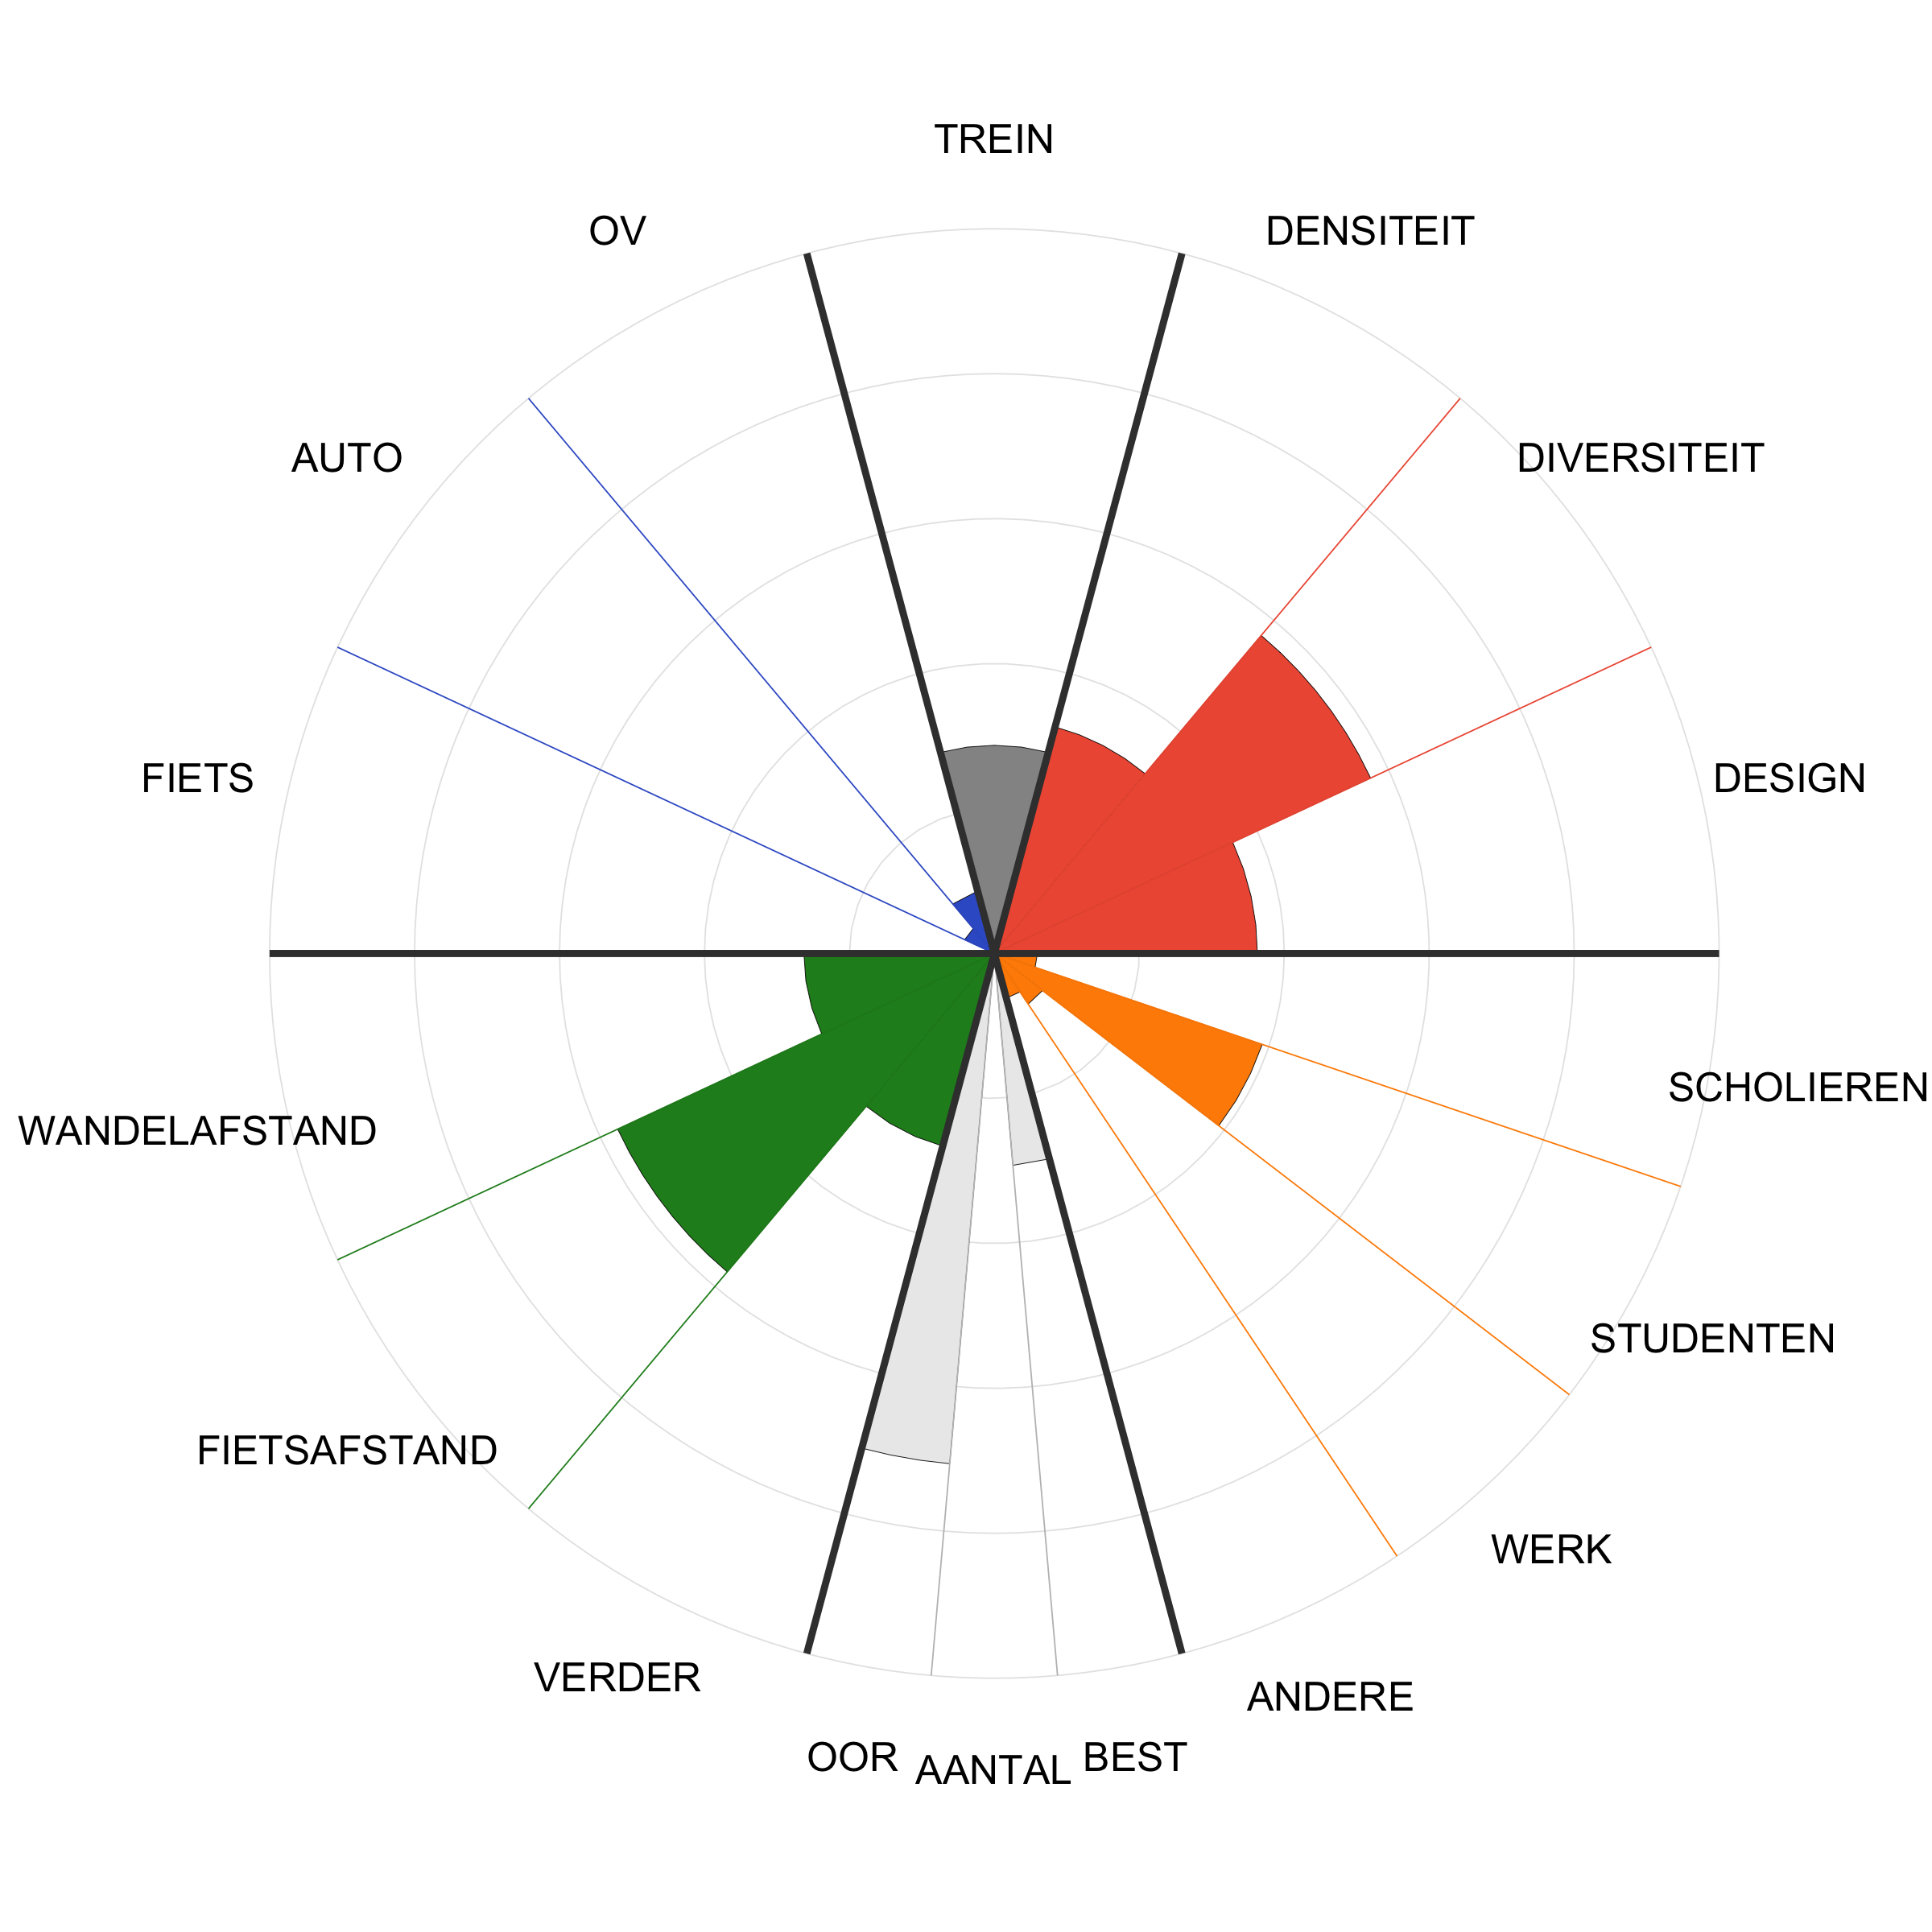 TREIN
OV
DENSITEIT
AUTO
DIVERSITEIT
FIETS
DESIGN
SCHOLIEREN
WANDELAFSTAND
STUDENTEN
FIETSAFSTAND
WERK
VERDER
ANDERE
OOR
AANTAL
BEST